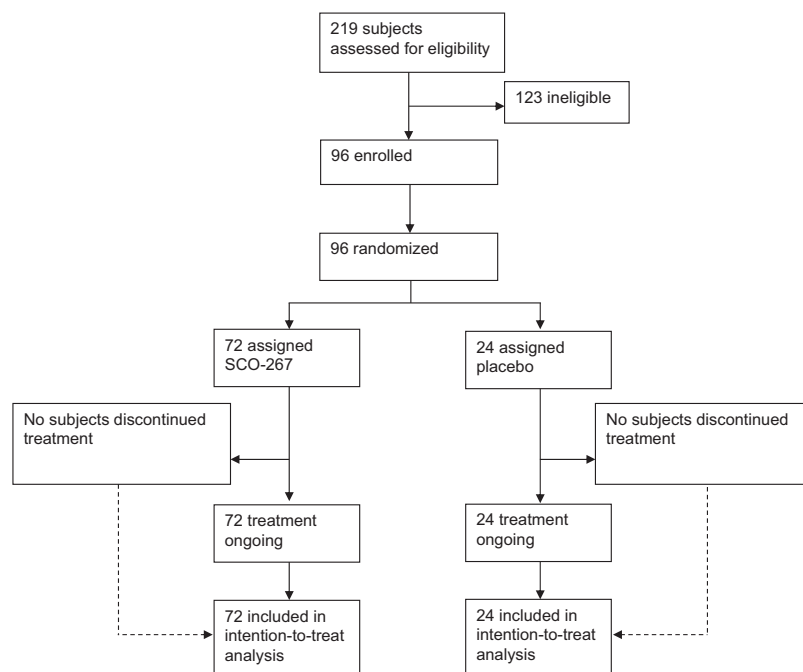 219 subjects
assessed for eligibility
123 ineligible
96 enrolled
96 randomized
72 assigned
SCO-267
24 assigned
placebo
No subjects discontinued
treatment
No subjects discontinued
treatment
72 treatment
ongoing
24 treatment
ongoing
72 included in
intention-to-treat
analysis
24 included in
intention-to-treat
analysis